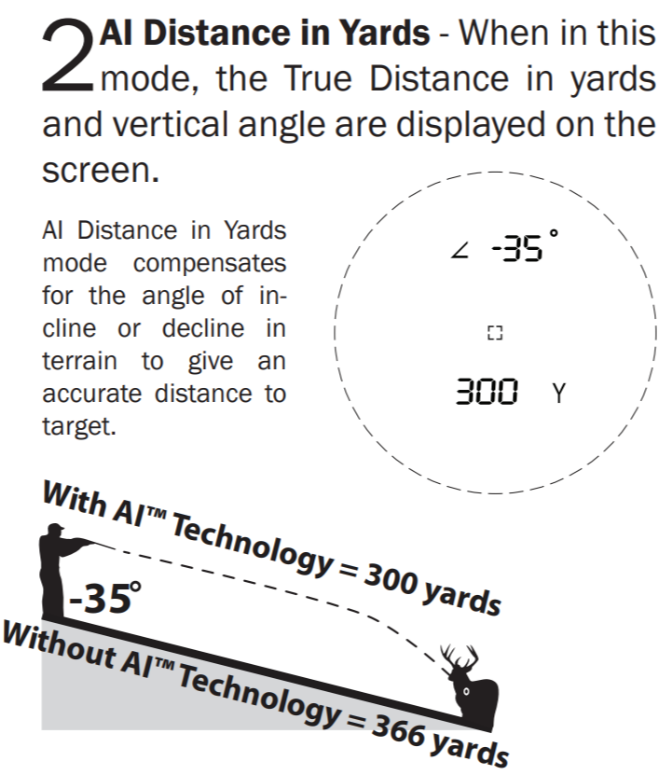 2 AI Distance in Yards - When in this
mode, the True Distance in yards
and vertical angle are displayed on the
screen.
AI Distance in Yards
mode compensates
for the angle of in-
cline or decline in
terrain to give an
accurate distance to
target.
∠ -35°
300 Y
With AI™ Technology = 300 yards
-35°
Without AI™ Technology = 366 yards